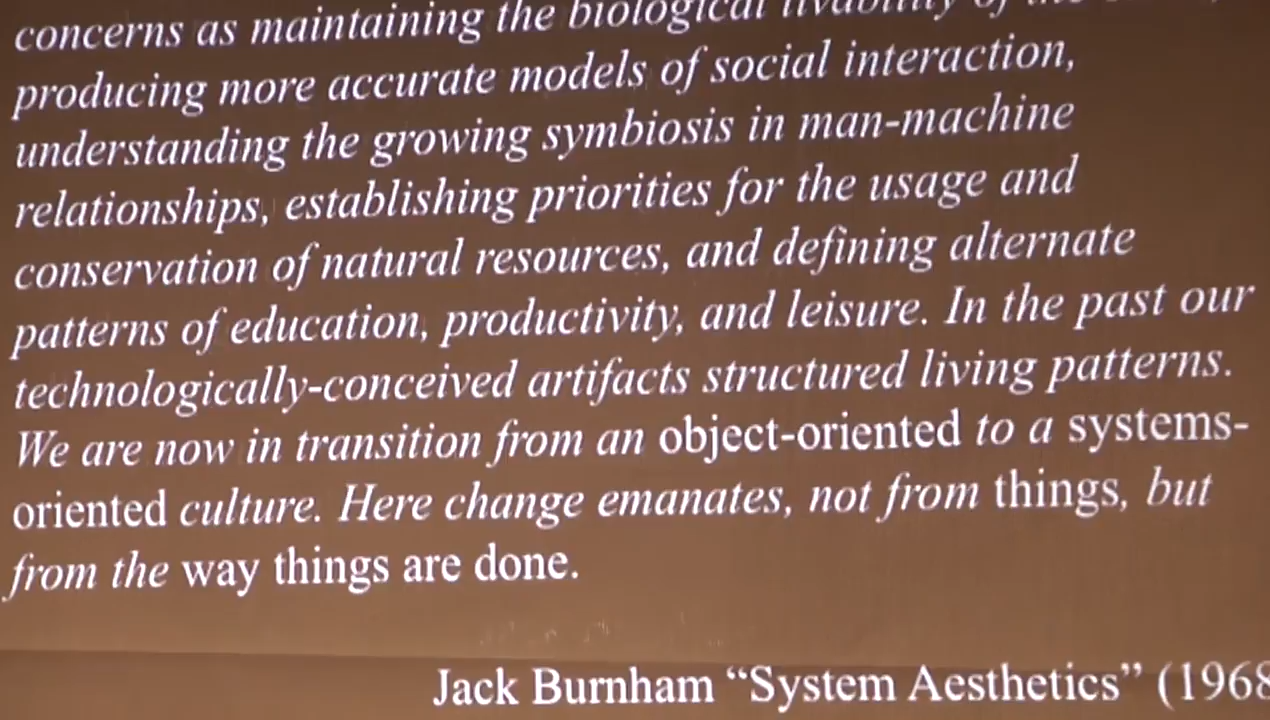 concerns as maintaining the biological livability of the
producing more accurate models of social interaction,
understanding the growing symbiosis in man-machine
relationships, establishing priorities for the usage and
conservation of natural resources, and defining alternate
patterns of education, productivity, and leisure. In the past our
technologically-conceived artifacts structured living patterns.
We are now in transition from an object-oriented to a systems-
oriented culture. Here change emanates, not from things, but
from the way things are done.
Jack Burnham “System Aesthetics” (1968